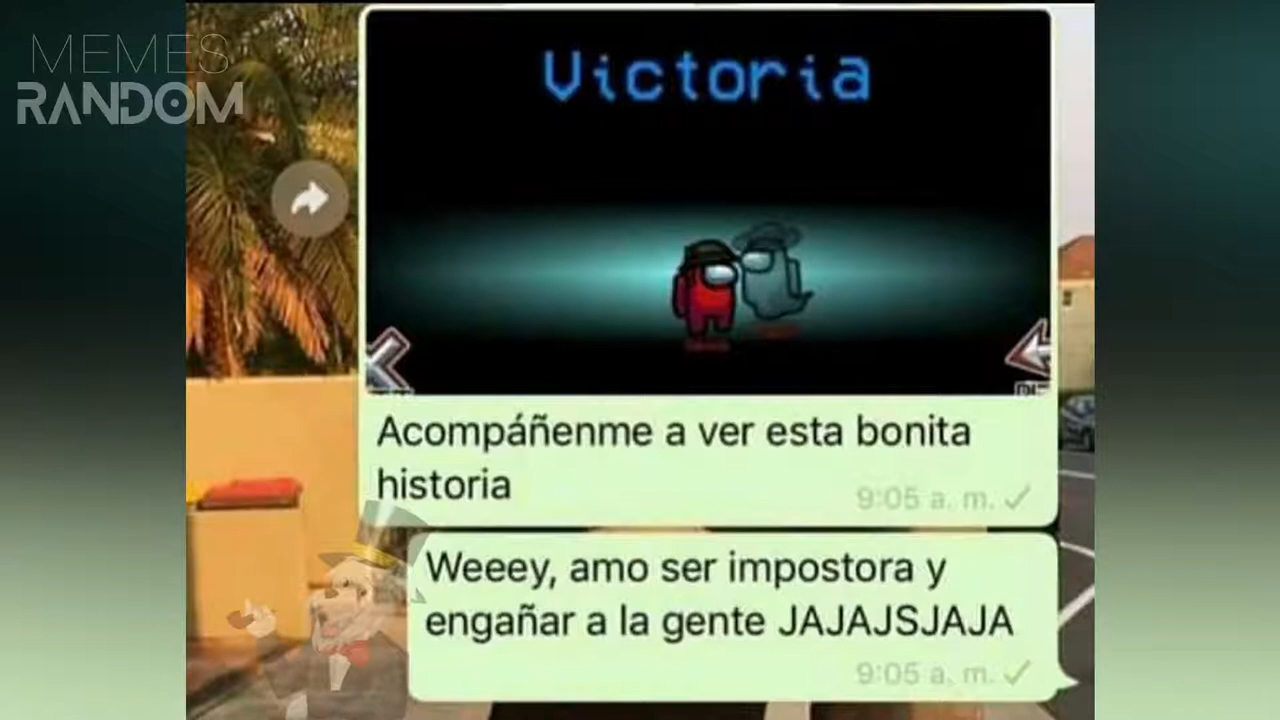 MEMES
RANDOM
Victoria
Acompáñenme a ver esta bonita
historia
9:05 a. m.
Weeey, amo ser impostora y
engañar a la gente JAJAJSJAJA
9:05 a. m.